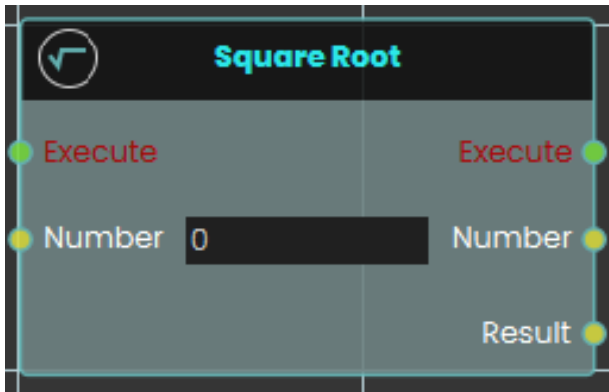 Square Root
Execute Execute
Number 0 Number
Result